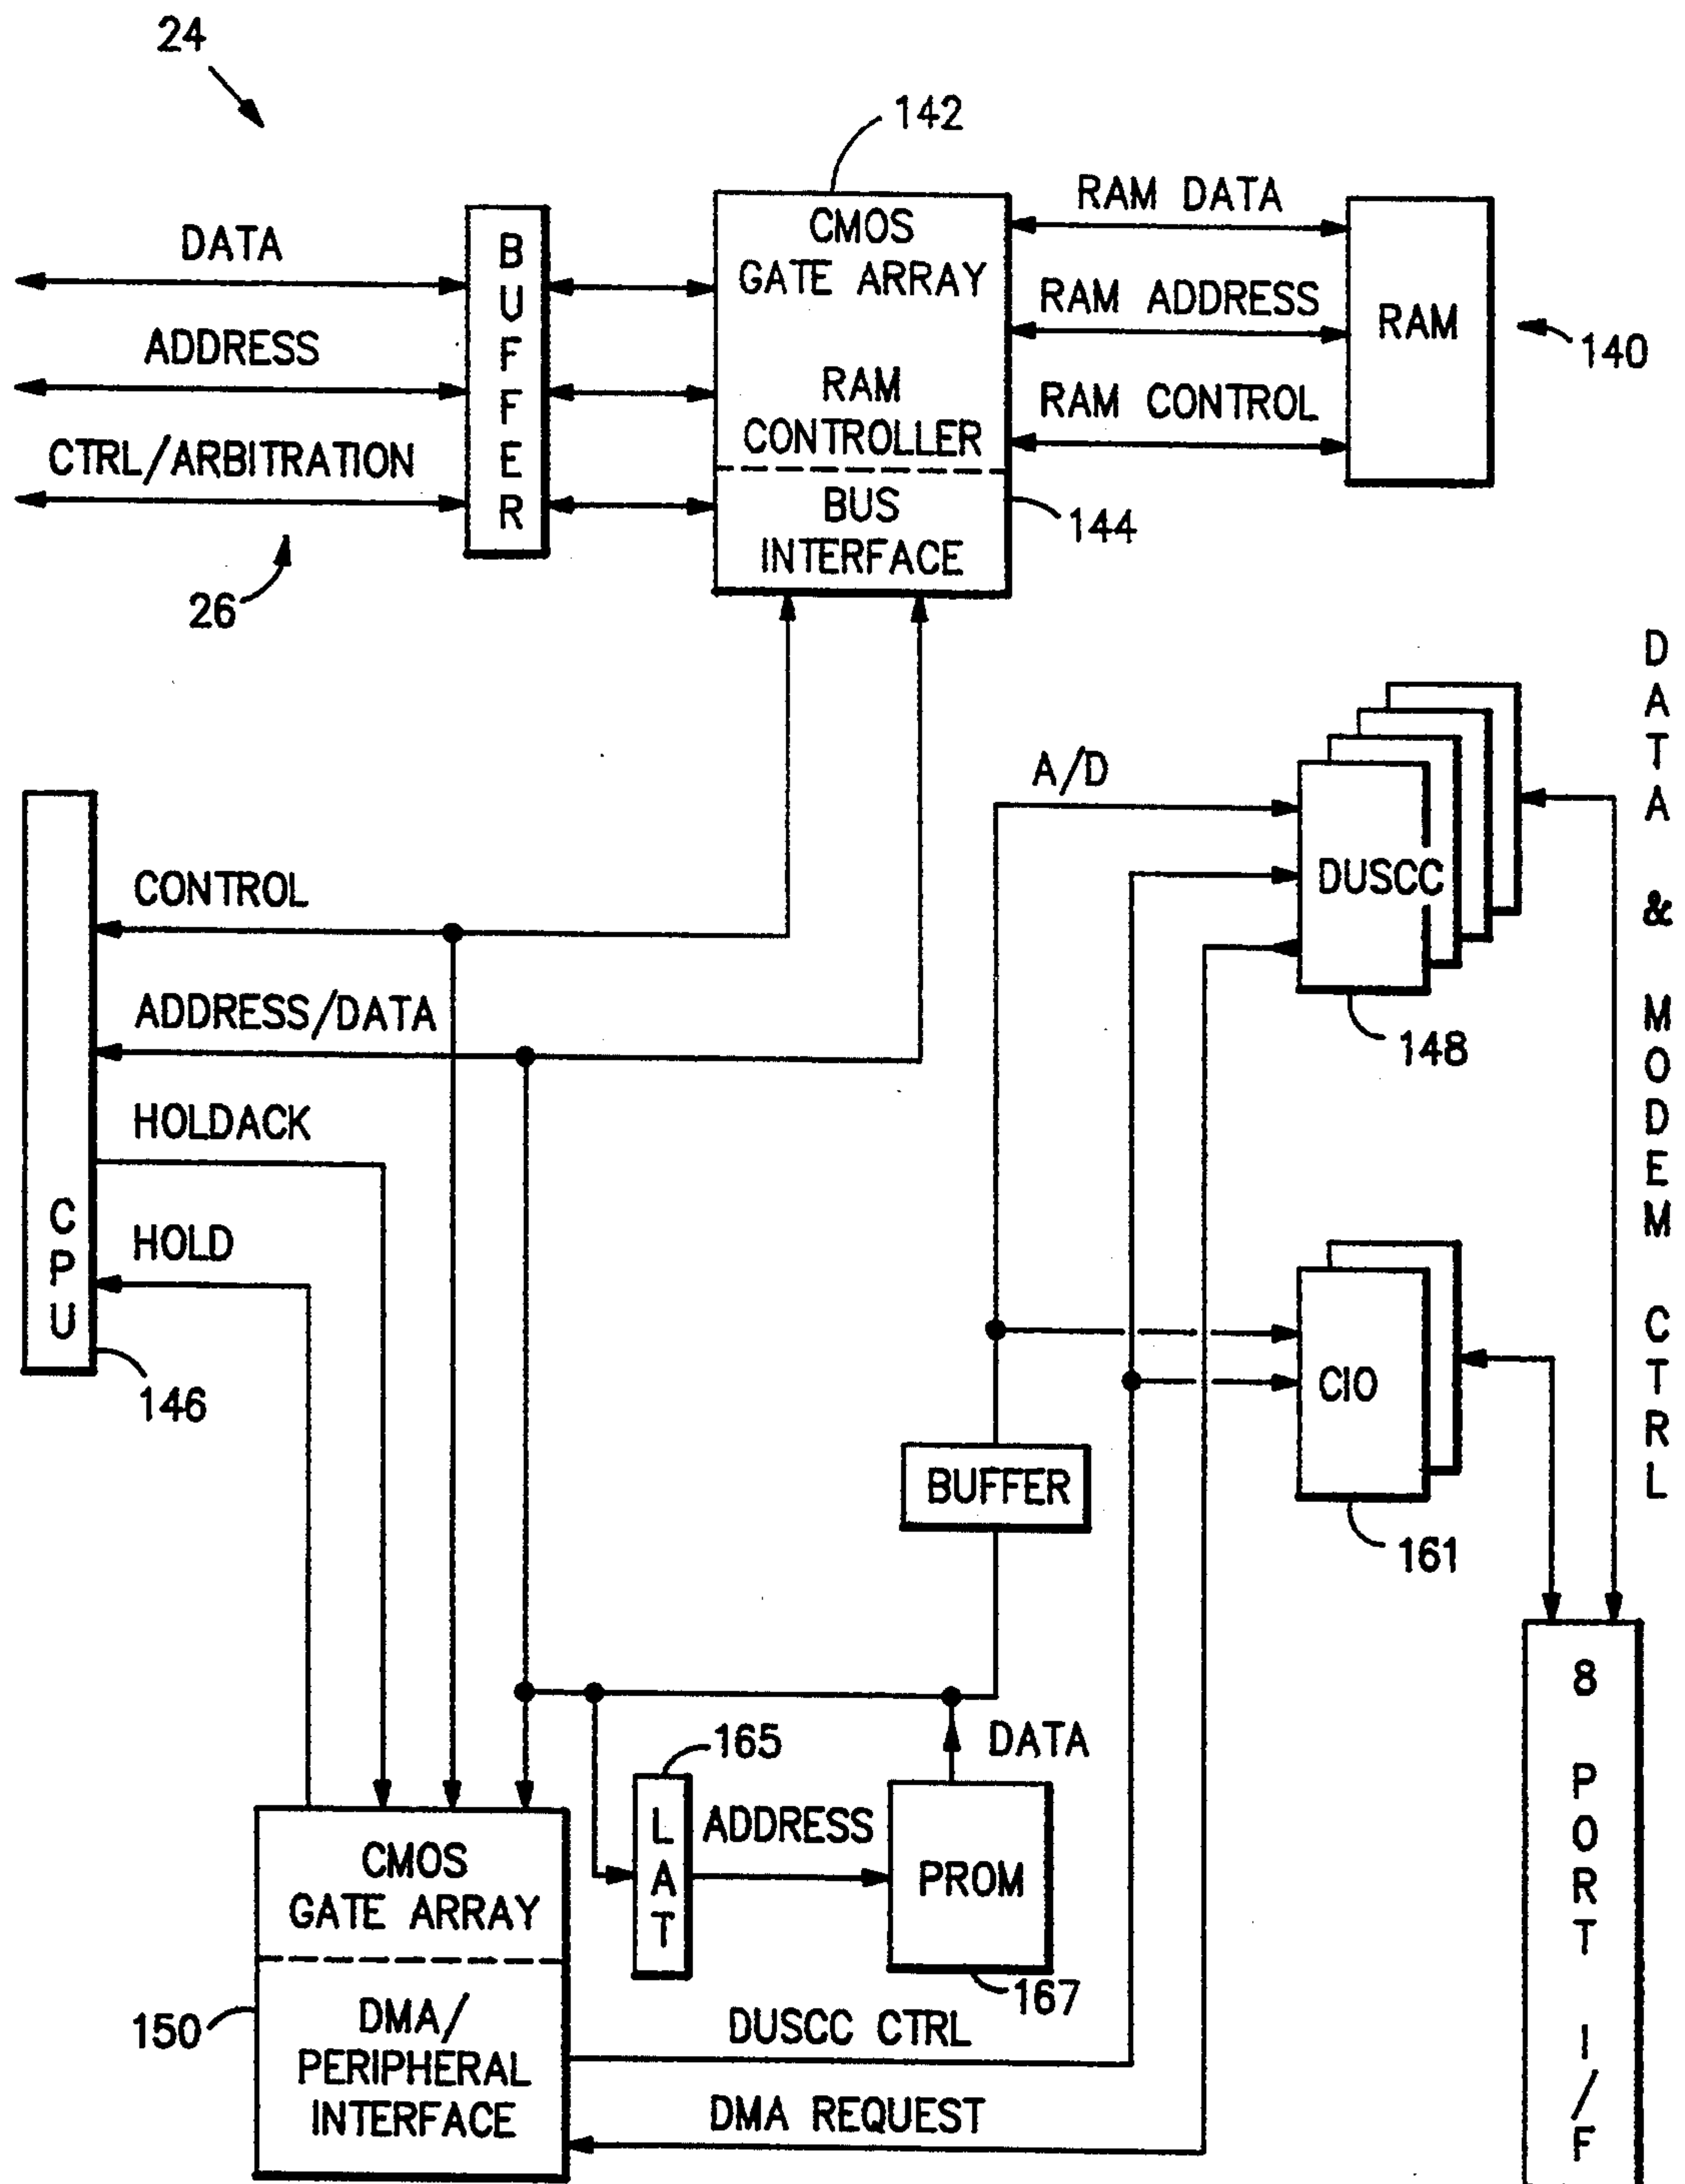 24
142
DATA
ADDRESS
CTRL/ARBITRATION
26
BUFFER
CMOS
GATE ARRAY
RAM
CONTROLLER
BUS
INTERFACE
144
RAM DATA
RAM ADDRESS
RAM CONTROL
RAM
140
CONTROL
ADDRESS/DATA
HOLDACK
HOLD
CPU
146
A/D
DUSCC
148
CIO
161
DATA & MODEM CTRL
BUFFER
165
LAT
ADDRESS
DATA
PROM
167
CMOS
GATE ARRAY
DMA/
PERIPHERAL
INTERFACE
150
DUSCC CTRL
DMA REQUEST
8 PORT I/F